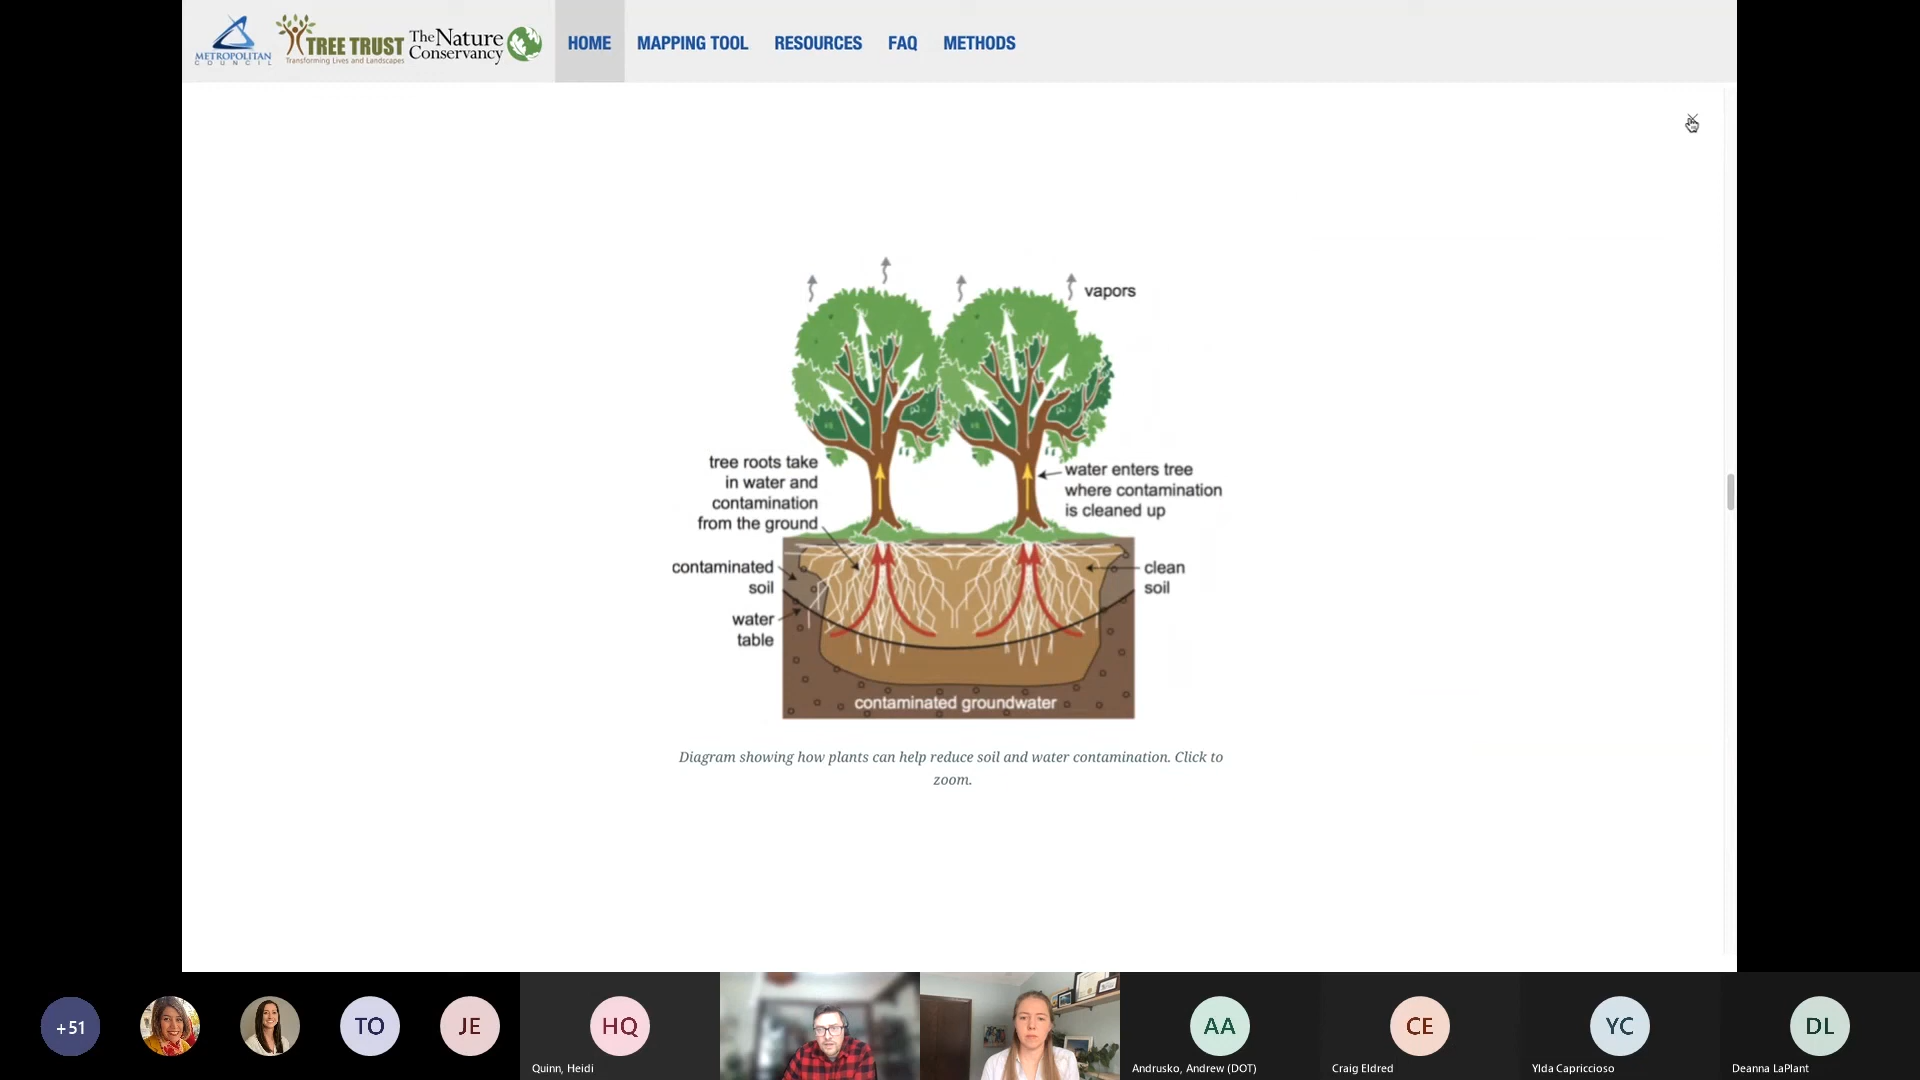 METROPOLITAN
COUNCIL
TREE TRUST
Transforming Lives and Landscapes
The Nature
Conservancy
HOME
MAPPING TOOL
RESOURCES
FAQ
METHODS
vapors
tree roots take
in water and
contamination
from the ground
water enters tree
where contamination
is cleaned up
contaminated
soil
clean
soil
water
table
contaminated groundwater
Diagram showing how plants can help reduce soil and water contamination. Click to
zoom.
+51
TO
JE
HQ
AA
CE
YC
DL
Quinn, Heidi
Andrusko, Andrew (DOT)
Craig Eldred
Ylda Capriccioso
Deanna LaPlant